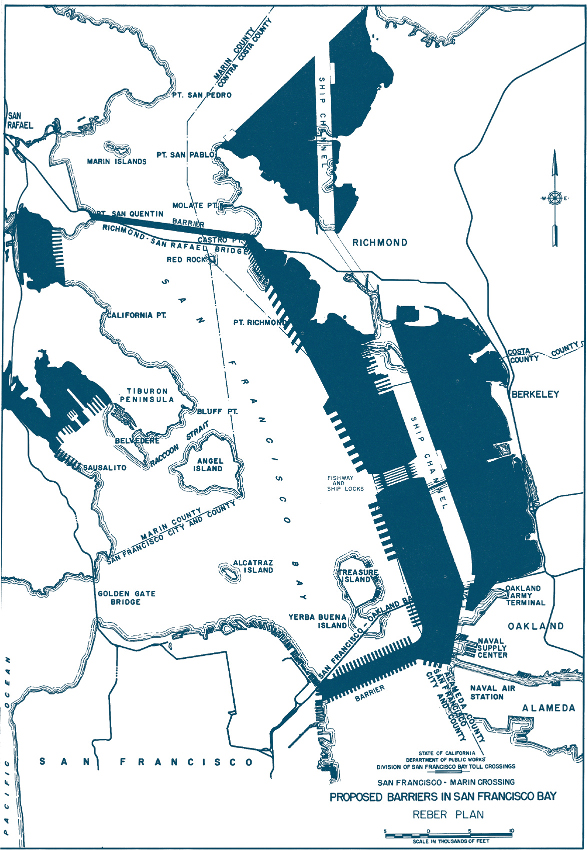 MARIN COUNTY
CONTRA COSTA COUNTY
PT. SAN PEDRO
SHIP CHANNEL
SAN
RAFAEL
MARIN ISLANDS
PT. SAN PABLO
MOLATE PT.
PT. SAN QUENTIN
BARRIER
RICHMOND-SAN RAFAEL BRIDGE
CASTRO PT.
RED ROCK
RICHMOND
SAN FRANCISCO BAY
CALIFORNIA PT.
PT. RICHMOND
COSTA
COUNTY
COUNTY
BERKELEY
TIBURON
PENINSULA
BLUFF PT.
BELVEDERE
RACCOON STRAIT
SHIP CHANNEL
SAUSALITO
ANGEL
ISLAND
FISHWAY
AND
SHIP LOCKS
MARIN COUNTY
SAN FRANCISCO CITY AND COUNTY
ALCATRAZ
ISLAND
TREASURE
ISLAND
GOLDEN GATE
BRIDGE
YERBA BUENA
ISLAND
SAN FRANCISCO - OAKLAND BA
OAKLAND
ARMY
TERMINAL
OAKLAND
NAVAL
SUPPLY
CENTER
BARRIER
ALAMEDA COUNTY
SAN FRANCISCO
CITY AND COUNTY
NAVAL AIR
STATION
ALAMEDA
PACIFIC OCEAN
SAN FRANCISCO
STATE OF CALIFORNIA
DEPARTMENT OF PUBLIC WORKS
DIVISION OF SAN FRANCISCO BAY TOLL CROSSINGS
SAN FRANCISCO - MARIN CROSSING
PROPOSED BARRIERS IN SAN FRANCISCO BAY
REBER PLAN
5 0 5 10
SCALE IN THOUSANDS OF FEET